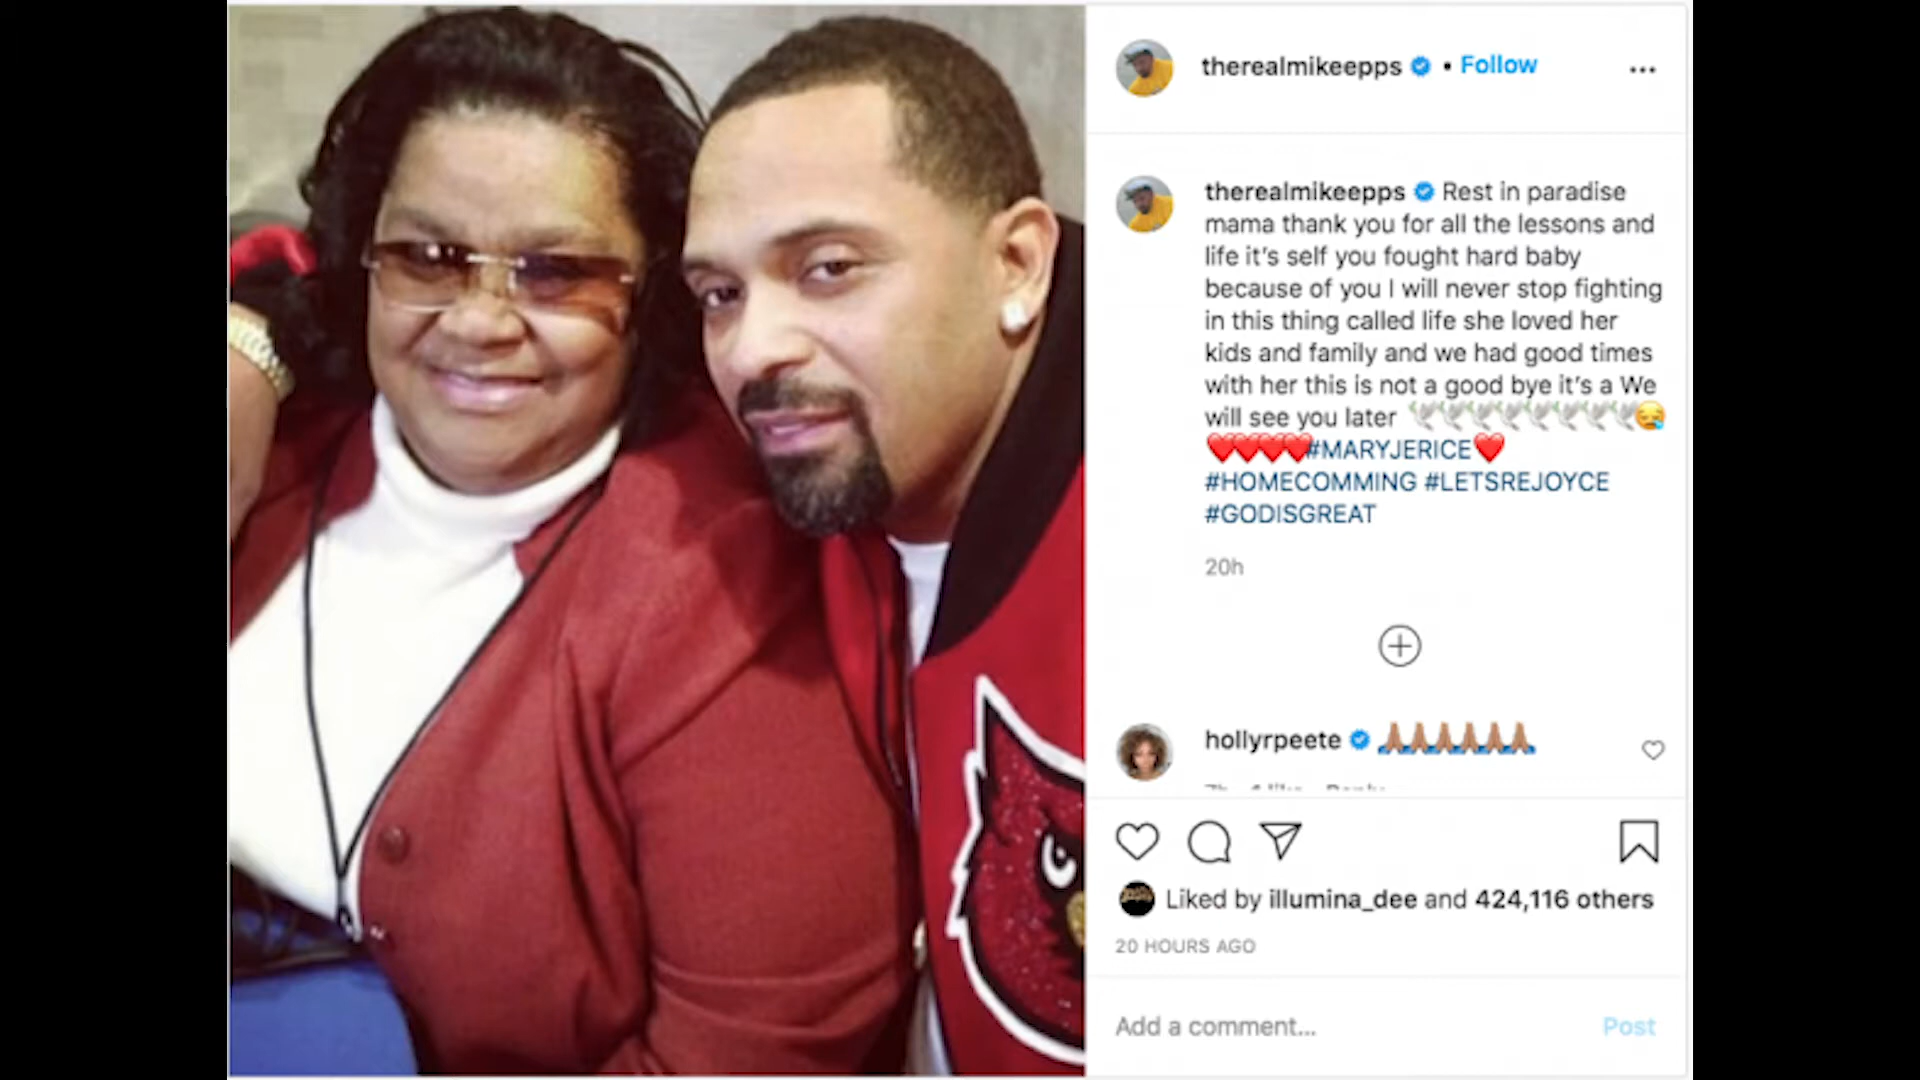 therealmikeepps • Follow
therealmikeepps Rest in paradise
mama thank you for all the lessons and
life it's self you fought hard baby
because of you I will never stop fighting
in this thing called life she loved her
kids and family and we had good times
with her this is not a good bye it's a We
will see you later 🕊🕊🕊🕊🕊🕊🕊🕊😪
❤️❤️❤️❤️#MARYJERICE❤️
#HOMECOMMING #LETSREJOYCE
#GODISGREAT
20h
hollyrpeete 🙏🏽🙏🏽🙏🏽🙏🏽🙏🏽🙏🏽
Liked by illumina_dee and 424,116 others
20 HOURS AGO
Add a comment... Post